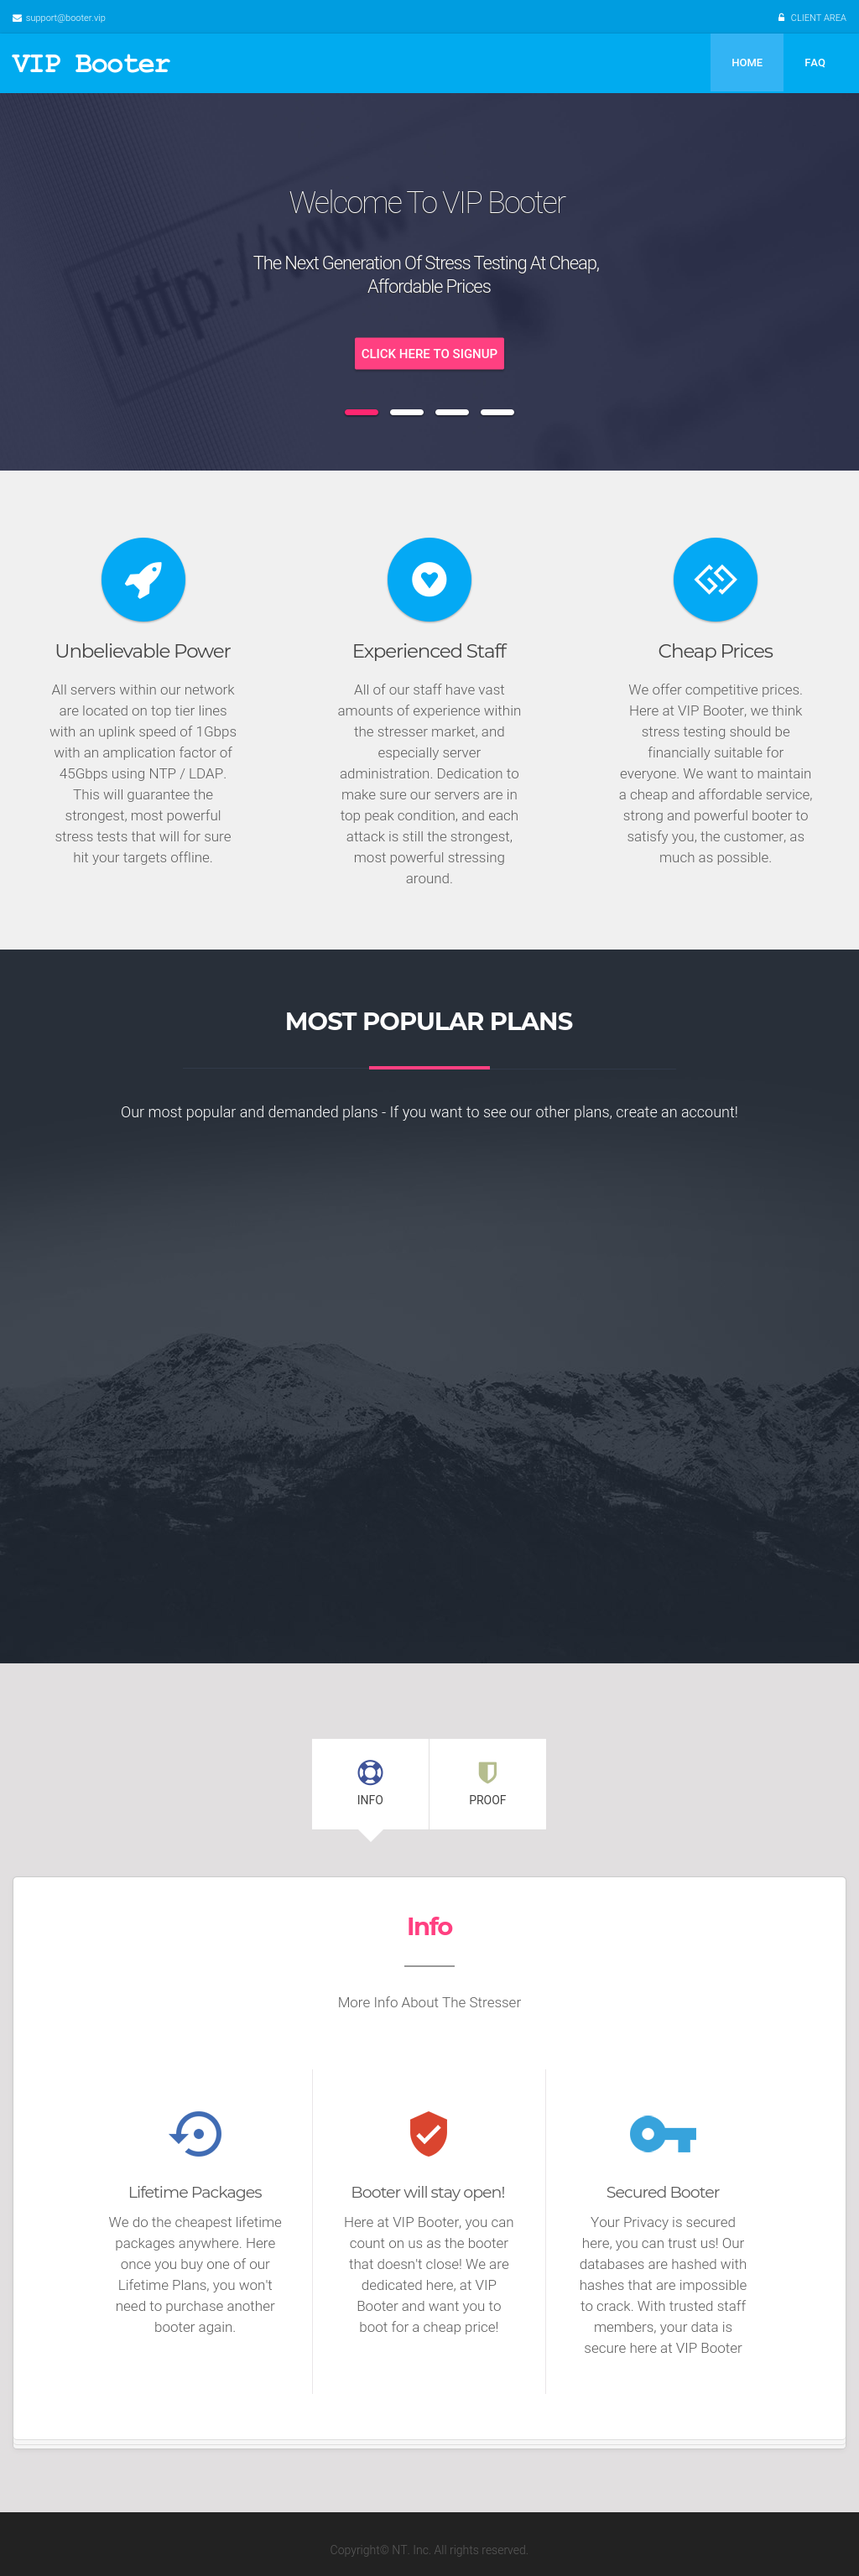 support@booter.vip
CLIENT AREA
VIP Booter
HOME
FAQ
http://www
Welcome To VIP Booter
The Next Generation Of Stress Testing At Cheap,
Affordable Prices
CLICK HERE TO SIGNUP
Unbelievable Power
All servers within our network
are located on top tier lines
with an uplink speed of 1Gbps
with an amplication factor of
45Gbps using NTP / LDAP.
This will guarantee the
strongest, most powerful
stress tests that will for sure
hit your targets offline.
Experienced Staff
All of our staff have vast
amounts of experience within
the stresser market, and
especially server
administration. Dedication to
make sure our servers are in
top peak condition, and each
attack is still the strongest,
most powerful stressing
around.
Cheap Prices
We offer competitive prices.
Here at VIP Booter, we think
stress testing should be
financially suitable for
everyone. We want to maintain
a cheap and affordable service,
strong and powerful booter to
satisfy you, the customer, as
much as possible.
MOST POPULAR PLANS
Our most popular and demanded plans - If you want to see our other plans, create an account!
INFO
PROOF
Info
More Info About The Stresser
Lifetime Packages
We do the cheapest lifetime
packages anywhere. Here
once you buy one of our
Lifetime Plans, you won't
need to purchase another
booter again.
Booter will stay open!
Here at VIP Booter, you can
count on us as the booter
that doesn't close! We are
dedicated here, at VIP
Booter and want you to
boot for a cheap price!
Secured Booter
Your Privacy is secured
here, you can trust us! Our
databases are hashed with
hashes that are impossible
to crack. With trusted staff
members, your data is
secure here at VIP Booter
Copyright© NT. Inc. All rights reserved.